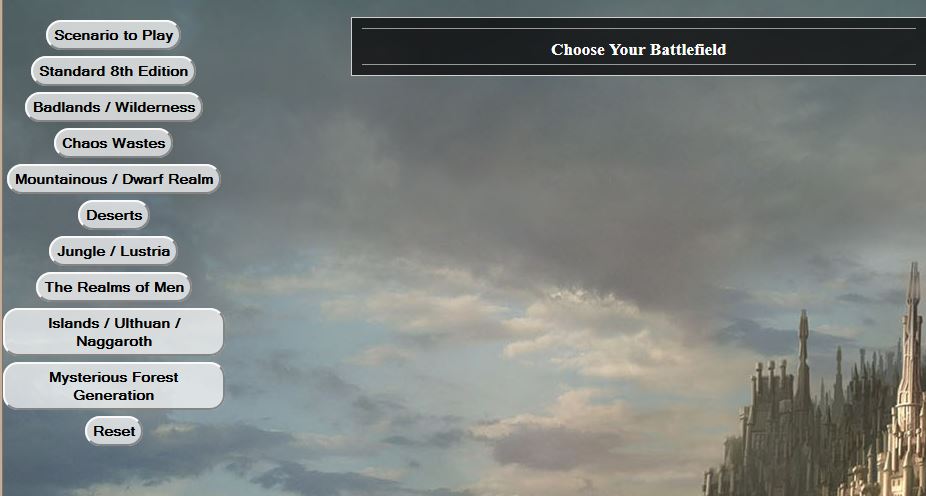 Scenario to Play
Standard 8th Edition
Badlands / Wilderness
Chaos Wastes
Mountainous / Dwarf Realm
Deserts
Jungle / Lustria
The Realms of Men
Islands / Ulthuan /
Naggaroth
Mysterious Forest
Generation
Reset
Choose Your Battlefield